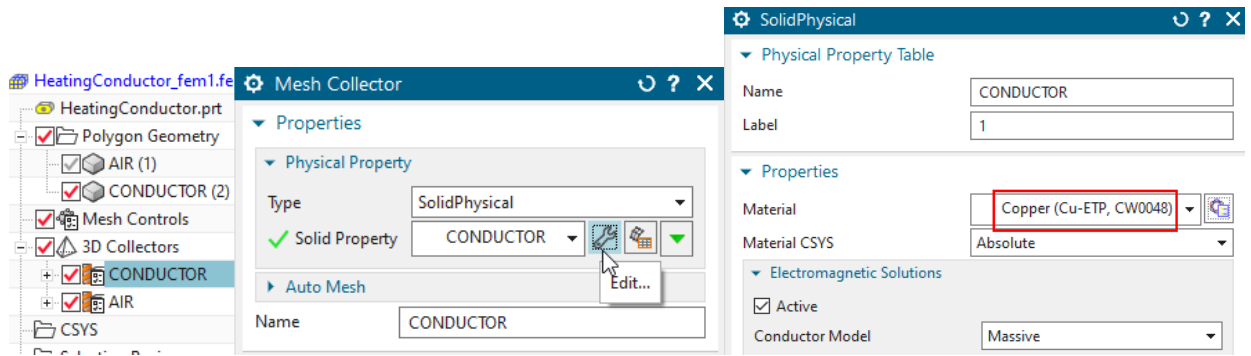 HeatingConductor_fem1.fe
HeatingConductor.prt
Polygon Geometry
AIR (1)
CONDUCTOR (2)
Mesh Controls
3D Collectors
CONDUCTOR
AIR
CSYS
Mesh Collector
Properties
Physical Property
Type SolidPhysical
Solid Property CONDUCTOR
Edit...
Auto Mesh
Name CONDUCTOR
SolidPhysical
Physical Property Table
Name CONDUCTOR
Label 1
Properties
Material Copper (Cu-ETP, CW0048)
Material CSYS Absolute
Electromagnetic Solutions
Active
Conductor Model Massive